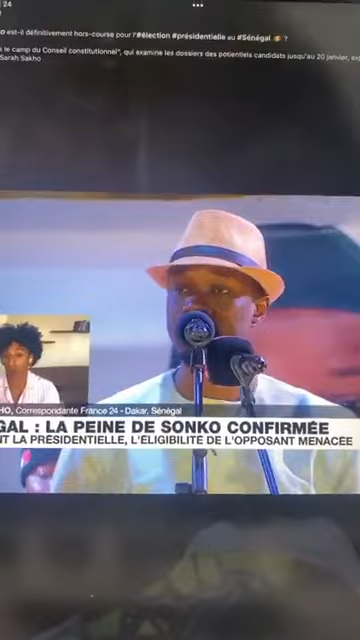 24
est-il définitivement hors-course pour l'#élection #présidentielle au #Sénégal 🇸🇳 ?
le camp du Conseil constitutionnel", qui examine les dossiers des potentiels candidats jusqu'au 20 janvier,
Sarah Sakho
HO, Correspondante France 24 - Dakar, Sénégal
GAL : LA PEINE DE SONKO CONFIRMÉE
NT LA PRÉSIDENTIELLE, L'ÉLIGIBILITÉ DE L'OPPOSANT MENACÉE